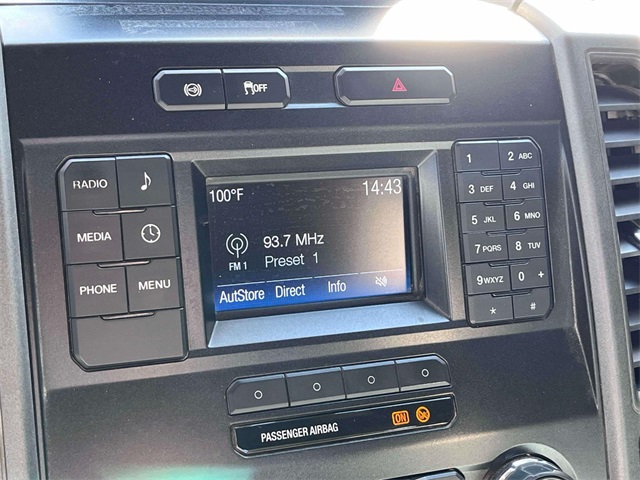 OFF
RADIO
MEDIA
PHONE MENU
100°F 14:43
93.7 MHz
FM 1 Preset 1
AutoStore Direct Info
1 2 ABC
3 DEF 4 GHI
5 JKL 6 MNO
7 PQRS 8 TUV
9 WXYZ 0 +
* #
PASSENGER AIRBAG ON